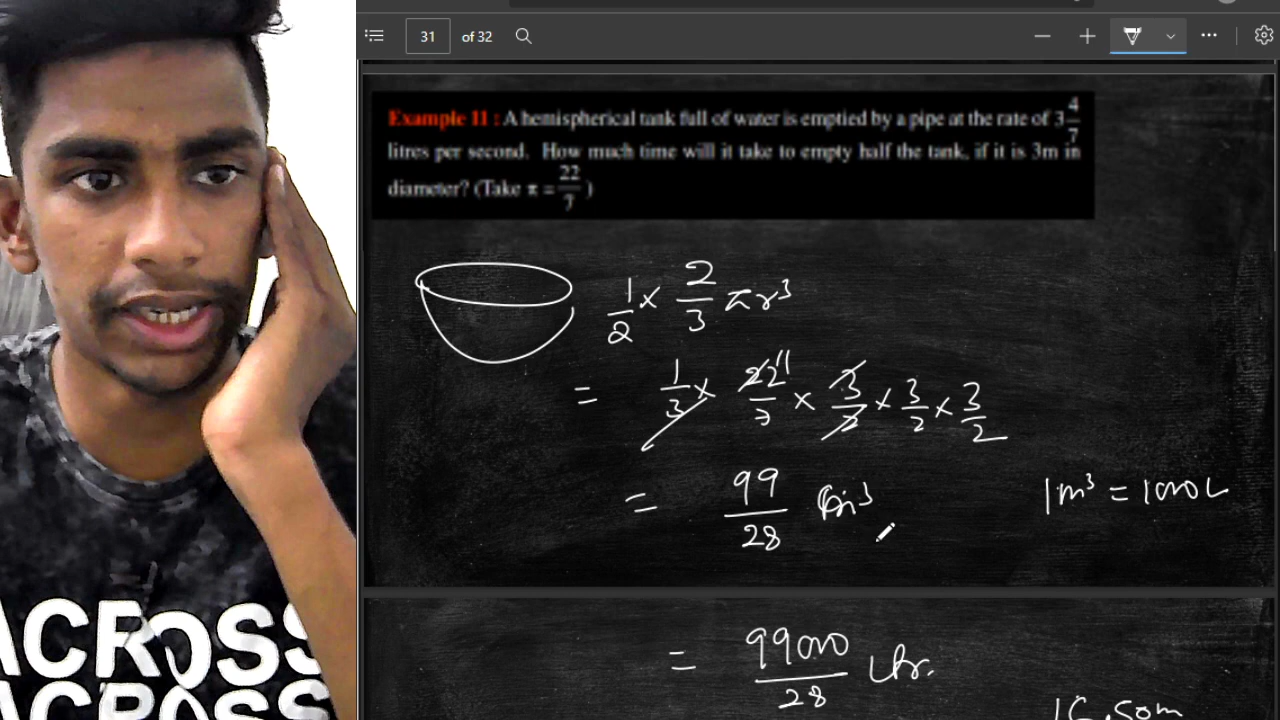 31 of 32
Example 11 : A hemispherical tank full of water is emptied by a pipe at the rate of 3 4/7
litres per second. How much time will it take to empty half the tank, if it is 3m in
diameter? (Take π = 22/7 )
1/2 × 2/3 πr³
= 1/3 × 22/7 11 × 3/2 × 3/2 × 3/2
= 99/28 m³ 1m³ = 1000L
= 99000/28 ltr.
16.5om
ACROSS
ACROSS